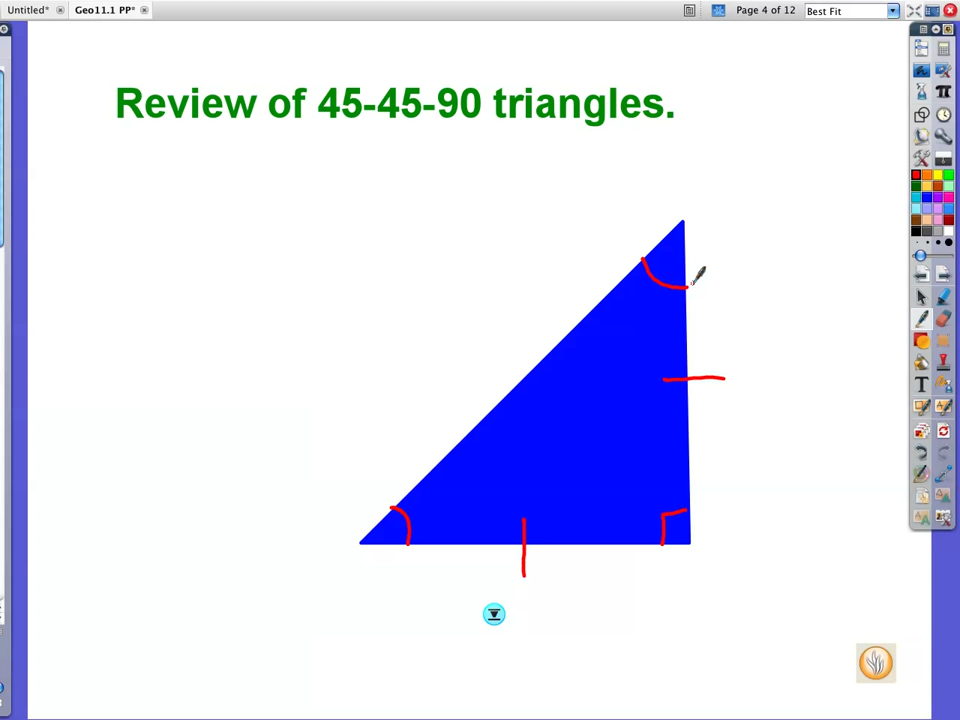 Untitled*
Geo11.1 PP*
Page 4 of 12
Best Fit
Review of 45-45-90 triangles.
π
T